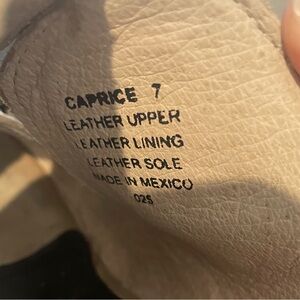 CAPRICE 7
LEATHER UPPER
LEATHER LINING
LEATHER SOLE
MADE IN MEXICO
025